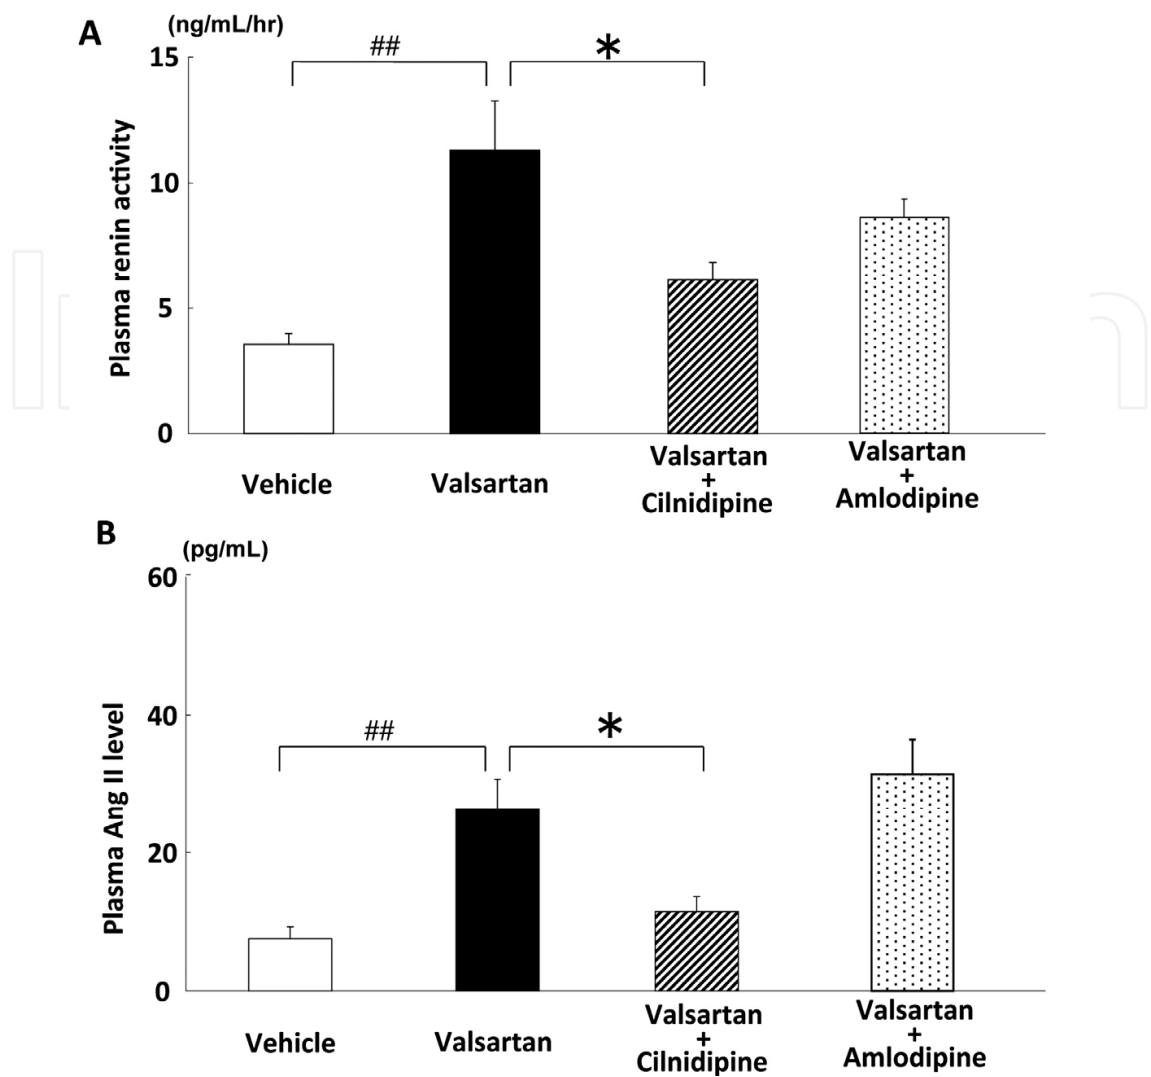 A
(ng/mL/hr)
15
##
*
10
5
0
Plasma renin activity
Vehicle
Valsartan
Valsartan
+
Cilnidipine
Valsartan
+
Amlodipine
B
(pg/mL)
60
40
20
0
##
*
Plasma Ang II level
Vehicle
Valsartan
Valsartan
+
Cilnidipine
Valsartan
+
Amlodipine